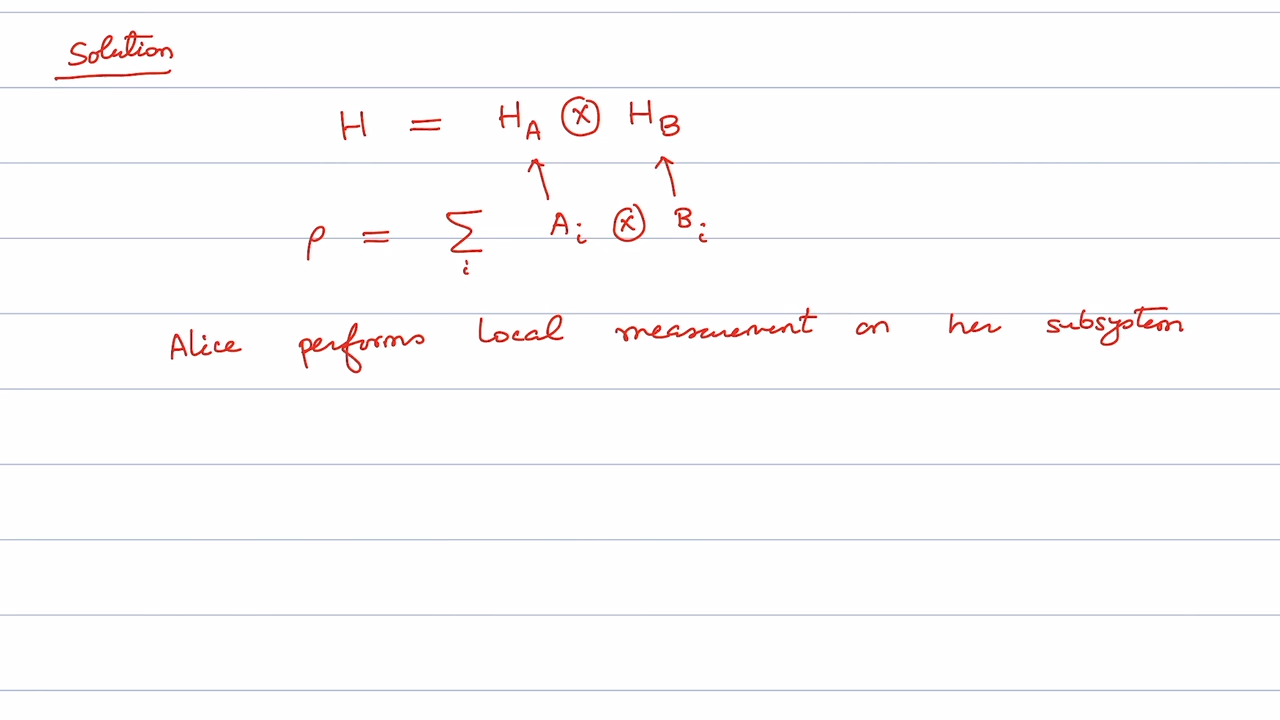 Solution
H = H_A ⊗ H_B
ρ = ∑_i A_i ⊗ B_i
Alice performs local measurement on her subsystem